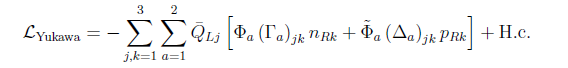 \mathcal{L}_{\text{Yukawa}} = - \sum_{j,k=1}^{3} \sum_{a=1}^{2} \bar{Q}_{Lj} \left[ \Phi_a \left( \Gamma_a \right)_{jk} n_{Rk} + \tilde{\Phi}_a \left( \Delta_a \right)_{jk} p_{Rk} \right] + \text{H.c.}